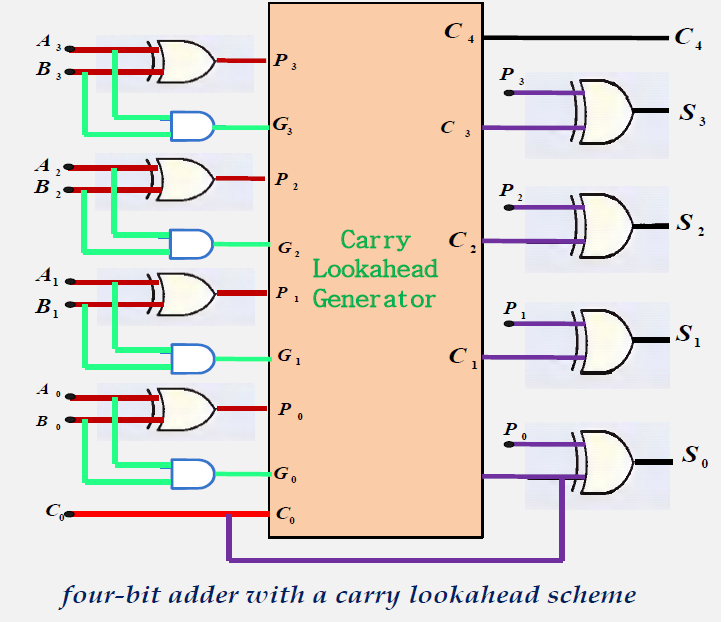 A3
B3
P3
G3
A2
B2
P2
G2
A1
B1
P1
G1
A0
B0
P0
G0
C0
C0
Carry
Lookahead
Generator
C4
C4
P3
C3
S3
P2
C2
S2
P1
C1
S1
P0
S0
four-bit adder with a carry lookahead scheme